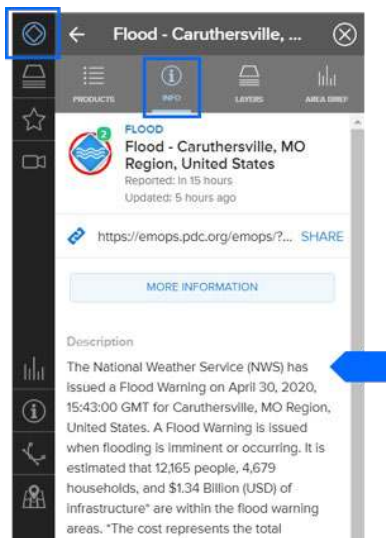 Flood - Caruthersville, ...
PRODUCTS
INFO
LAYERS
AREA BRIEF
2
FLOOD
Flood - Caruthersville, MO
Region, United States
Reported: In 15 hours
Updated: 5 hours ago
https://emops.pdc.org/emops/?... SHARE
MORE INFORMATION
Description
The National Weather Service (NWS) has
issued a Flood Warning on April 30, 2020,
15:43:00 GMT for Caruthersville, MO Region,
United States. A Flood Warning is issued
when flooding is imminent or occurring. It is
estimated that 12,165 people, 4,679
households, and $1.34 Billion (USD) of
infrastructure* are within the flood warning
areas. *The cost represents the total